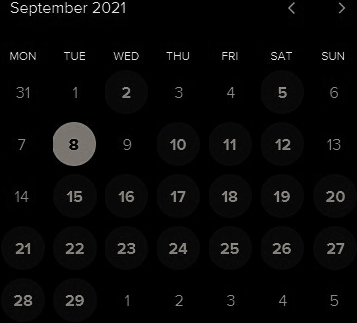 September 2021
MON TUE WED THU FRI SAT SUN
31 1 2 3 4 5 6
7 8 9 10 11 12 13
14 15 16 17 18 19 20
21 22 23 24 25 26 27
28 29 1 2 3 4 5